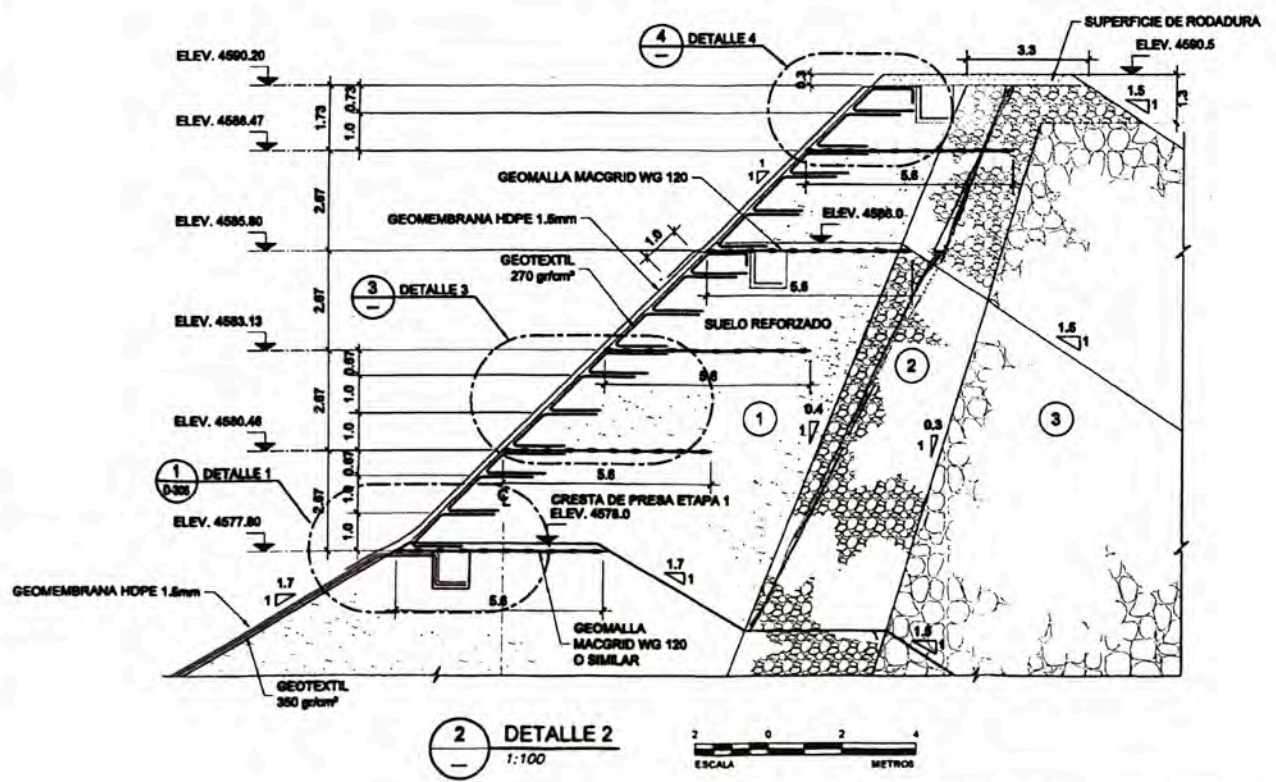 SUPERFICIE DE RODADURA
4
—
DETALLE 4
3.3
ELEV. 4590.5
ELEV. 4590.20
0.3
1.5
1
1.3
1.73
0.73
1.0
ELEV. 4588.47
1
1
5.6
GEOMALLA MACGRID WG 120
2.67
GEOMEMBRANA HDPE 1.5mm
ELEV. 4586.0
ELEV. 4585.80
1.0
GEOTEXTIL
270 gr/cm²
5.6
3
—
DETALLE 3
2.67
SUELO REFORZADO
ELEV. 4583.13
1.5
1
2
0.67
1.0
1.0
2.67
5.6
1
0.4
1
0.3
1
3
ELEV. 4580.46
1
D-305
DETALLE 1
0.67
1.0
1.0
2.67
5.6
CRESTA DE PRESA ETAPA 1
ELEV. 4578.0
ELEV. 4577.80
1.7
1
1.7
1
GEOMEMBRANA HDPE 1.5mm
5.6
GEOMALLA
MACGRID WG 120
O SIMILAR
1.5
1
GEOTEXTIL
350 gr/cm²
2
—
DETALLE 2
1:100
2 0 2 4
ESCALA METROS